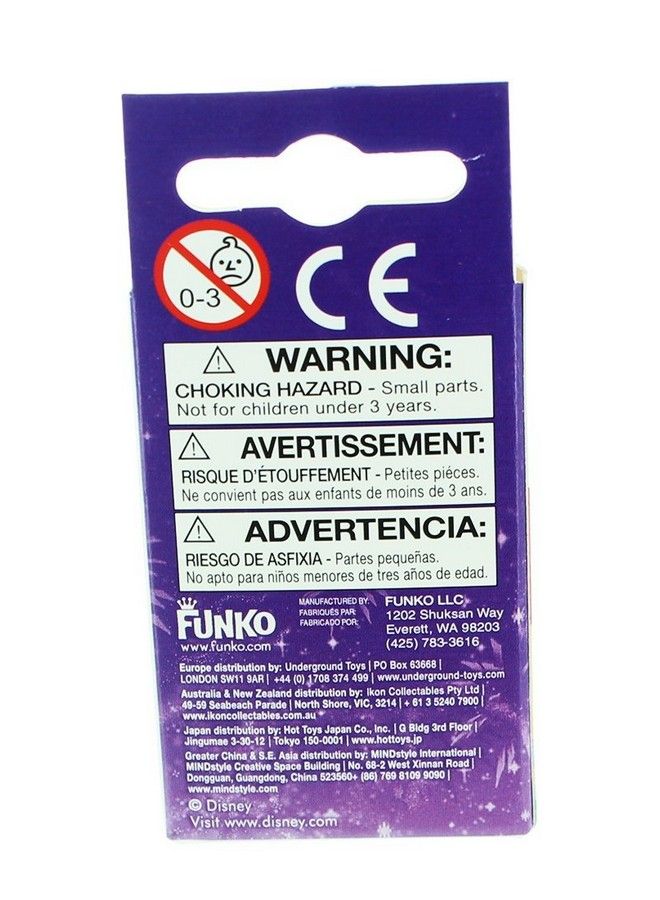 0-3
CE
WARNING:
CHOKING HAZARD - Small parts.
Not for children under 3 years.
AVERTISSEMENT:
RISQUE D'ÉTOUFFEMENT - Petites piéces.
Ne convient pas aux enfants de moins de 3 ans.
ADVERTENCIA:
RIESGO DE ASFIXIA - Partes pequeñas.
No apto para niños menores de tres años de edad.
FUNKO
www.funko.com
MANUFACTURED BY:
FABRIQUÉS PAR:
FABRICADO POR:
FUNKO LLC
1202 Shuksan Way
Everett, WA 98203
(425) 783-3616
Europe distribution by: Underground Toys | PO Box 63668 |
LONDON SW11 9AR | +44 (0) 1708 374 499 | www.underground-toys.com
Australia & New Zealand distribution by: Ikon Collectables Pty Ltd |
49-59 Seabeach Parade | North Shore, VIC, 3214 | + 61 3 5240 7900 |
www.ikoncollectables.com.au
Japan distribution by: Hot Toys Japan Co., Inc. | G Bldg 3rd Floor |
Jingumae 3-30-12 | Tokyo 150-0001 | www.hottoys.jp
Greater China & S.E. Asia distribution by: MINDstyle International |
MINDstyle Creative Space Building | No. 68-2 West Xinnan Road |
Dongguan, Guangdong, China 523560+ (86) 769 8109 9090 |
www.mindstyle.com
© Disney
Visit www.disney.com